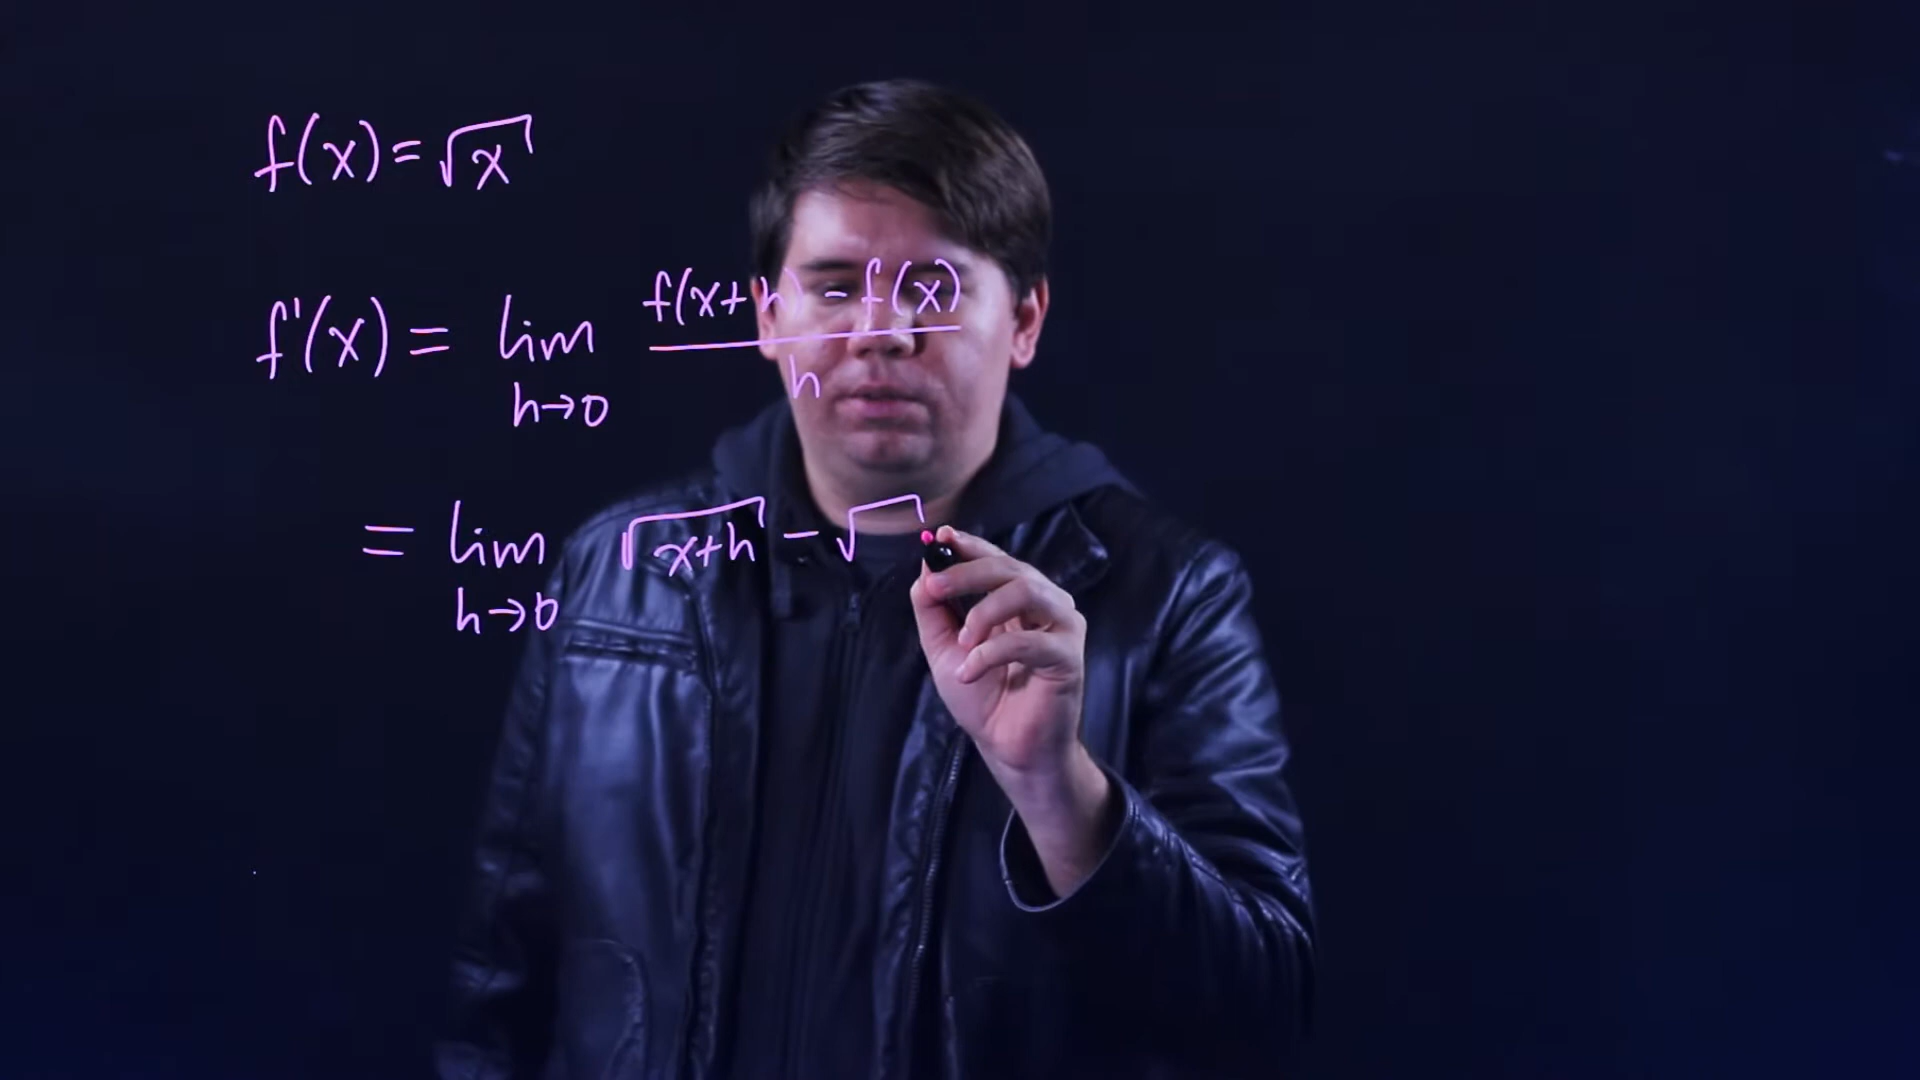 f(x) = √x
f'(x) = lim h→0 f(x+h) - f(x) / h
= lim h→0 √x+h - √